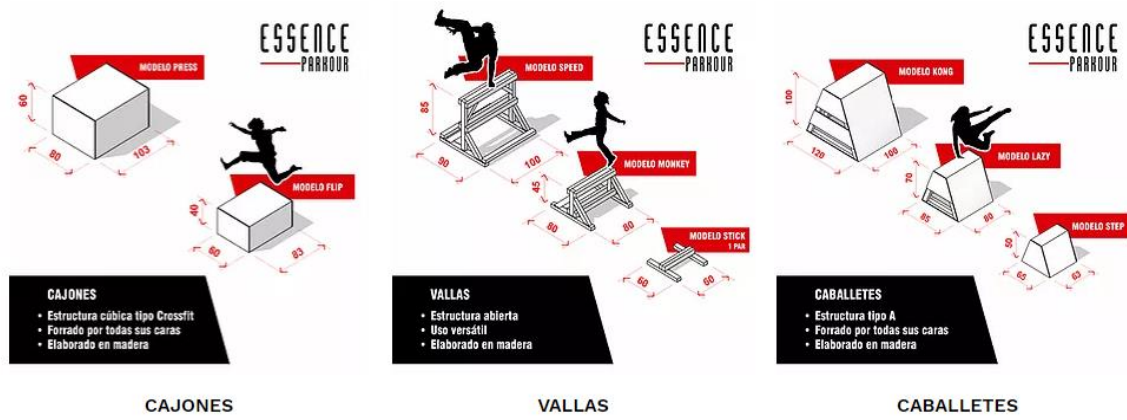 ESSENCE
PARKOUR
MODELO PRESS
60
80
103
MODELO FLIP
40
60
83
CAJONES
• Estructura cúbica tipo Crossfit
• Forrado por todas sus caras
• Elaborado en madera
CAJONES
ESSENCE
PARKOUR
MODELO SPEED
85
90
100
MODELO MONKEY
45
80
80
MODELO STICK
1 PAR
60
60
VALLAS
• Estructura abierta
• Uso versátil
• Elaborado en madera
VALLAS
ESSENCE
PARKOUR
MODELO KONG
100
120
100
MODELO LAZY
70
85
80
MODELO STEP
50
65
63
CABALLETES
• Estructura tipo A
• Forrado por todas sus caras
• Elaborado en madera
CABALLETES